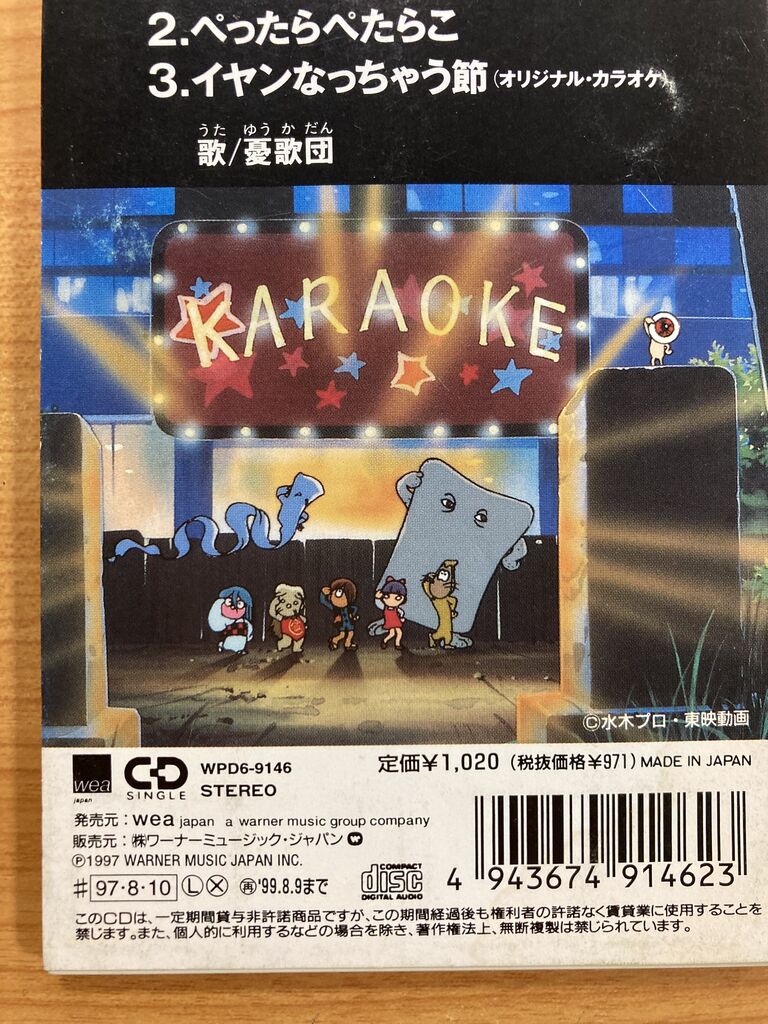 2.ぺったらぺたらこ
3.イヤンなっちゃう節(オリジナル・カラオケ)
うた ゆうかだん
歌/憂歌団
KARAOKE
©水木プロ・東映動画
wea
japan
CD
SINGLE
WPD6-9146
STEREO
定価¥1,020(税抜価格¥971) MADE IN JAPAN
発売元:wea japan a warner music group company
販売元:㈱ワーナーミュージック・ジャパン
Ⓟ1997 WARNER MUSIC JAPAN INC.
♯97・8・10 Ⓛ Ⓧ ㋐'99.8.9まで
COMPACT
disc
DIGITAL AUDIO
4 943674 914623
このCDは、一定期間貸与非許諾商品ですが、この期間経過後も権利者の許諾なく賃貸業に使用することを
禁じます。また、個人的に利用するなどの場合を除き、著作権法上、無断複製は禁じられています。